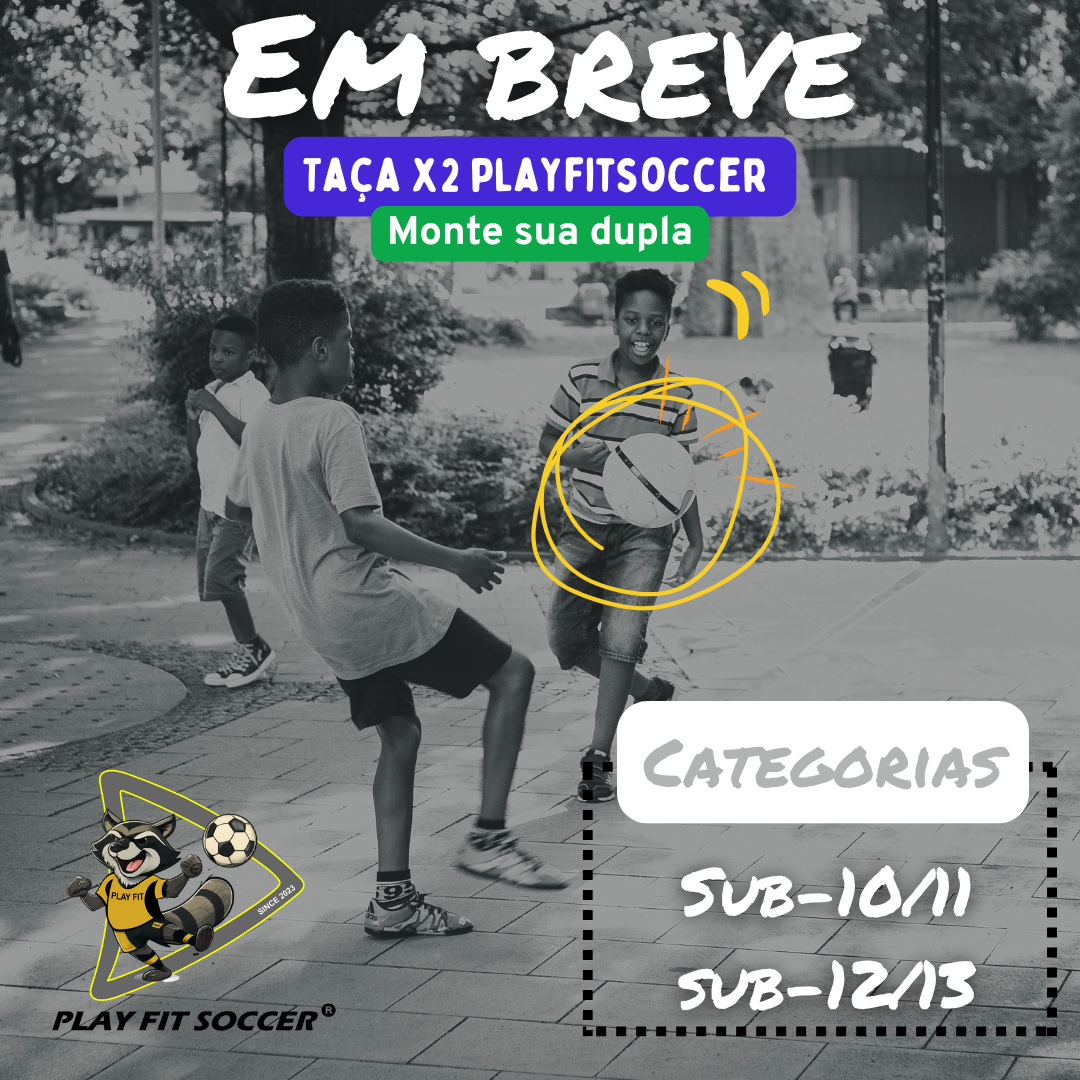 Em breve
TAÇA X2 PLAYFITSOCCER
Monte sua dupla
Categorias
Sub-10/11
sub-12/13
PLAY FIT
SINCE 2023
PLAY FIT SOCCER®